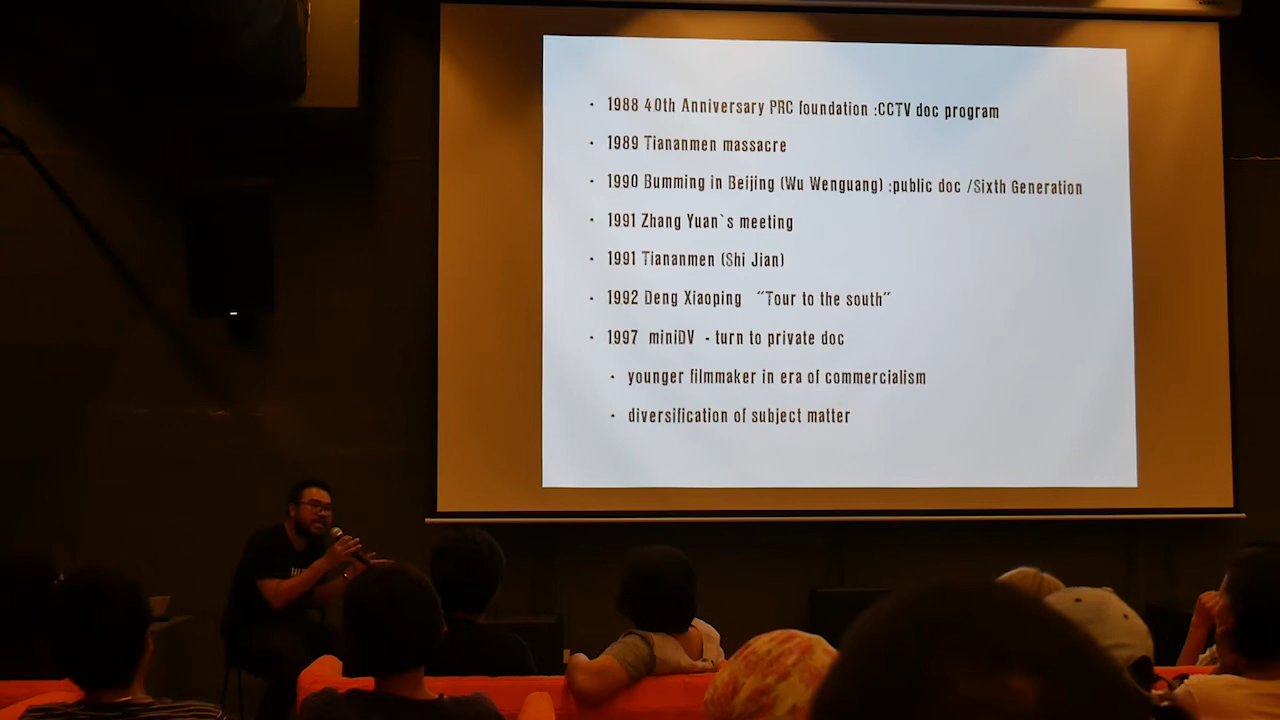 • 1988 40th Anniversary PRC foundation :CCTV doc program
• 1989 Tiananmen massacre
• 1990 Bumming in Beijing (Wu Wenguang) :public doc /Sixth Generation
• 1991 Zhang Yuan`s meeting
• 1991 Tiananmen (Shi Jian)
• 1992 Deng Xiaoping "Tour to the south"
• 1997 miniDV - turn to private doc
• younger filmmaker in era of commercialism
• diversification of subject matter